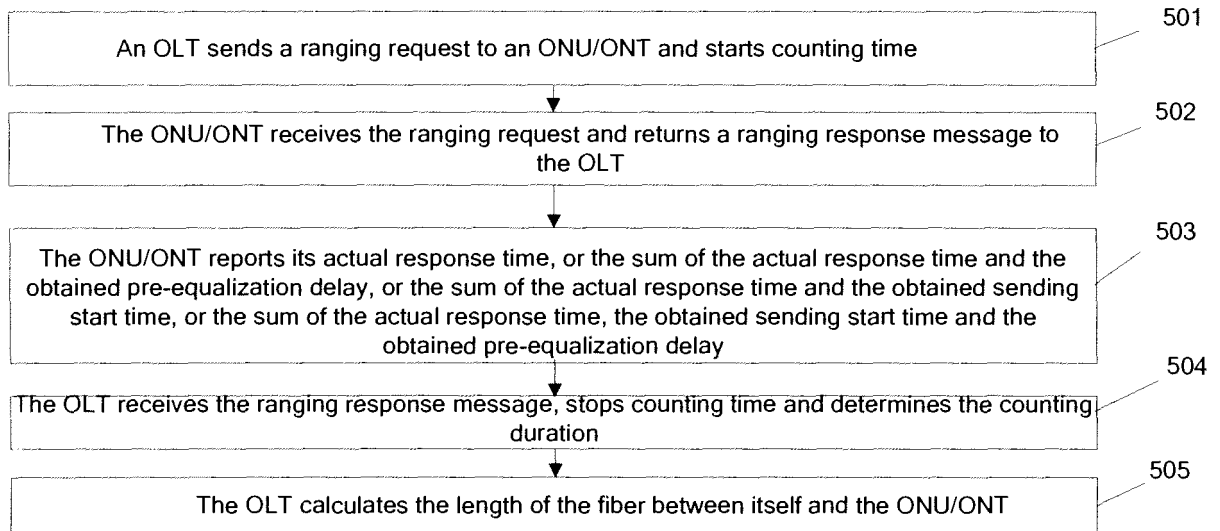 501
An OLT sends a ranging request to an ONU/ONT and starts counting time
502
The ONU/ONT receives the ranging request and returns a ranging response message to
the OLT
503
The ONU/ONT reports its actual response time, or the sum of the actual response time and the
obtained pre-equalization delay, or the sum of the actual response time and the obtained sending
start time, or the sum of the actual response time, the obtained sending start time and the
obtained pre-equalization delay
504
The OLT receives the ranging response message, stops counting time and determines the counting
duration
505
The OLT calculates the length of the fiber between itself and the ONU/ONT